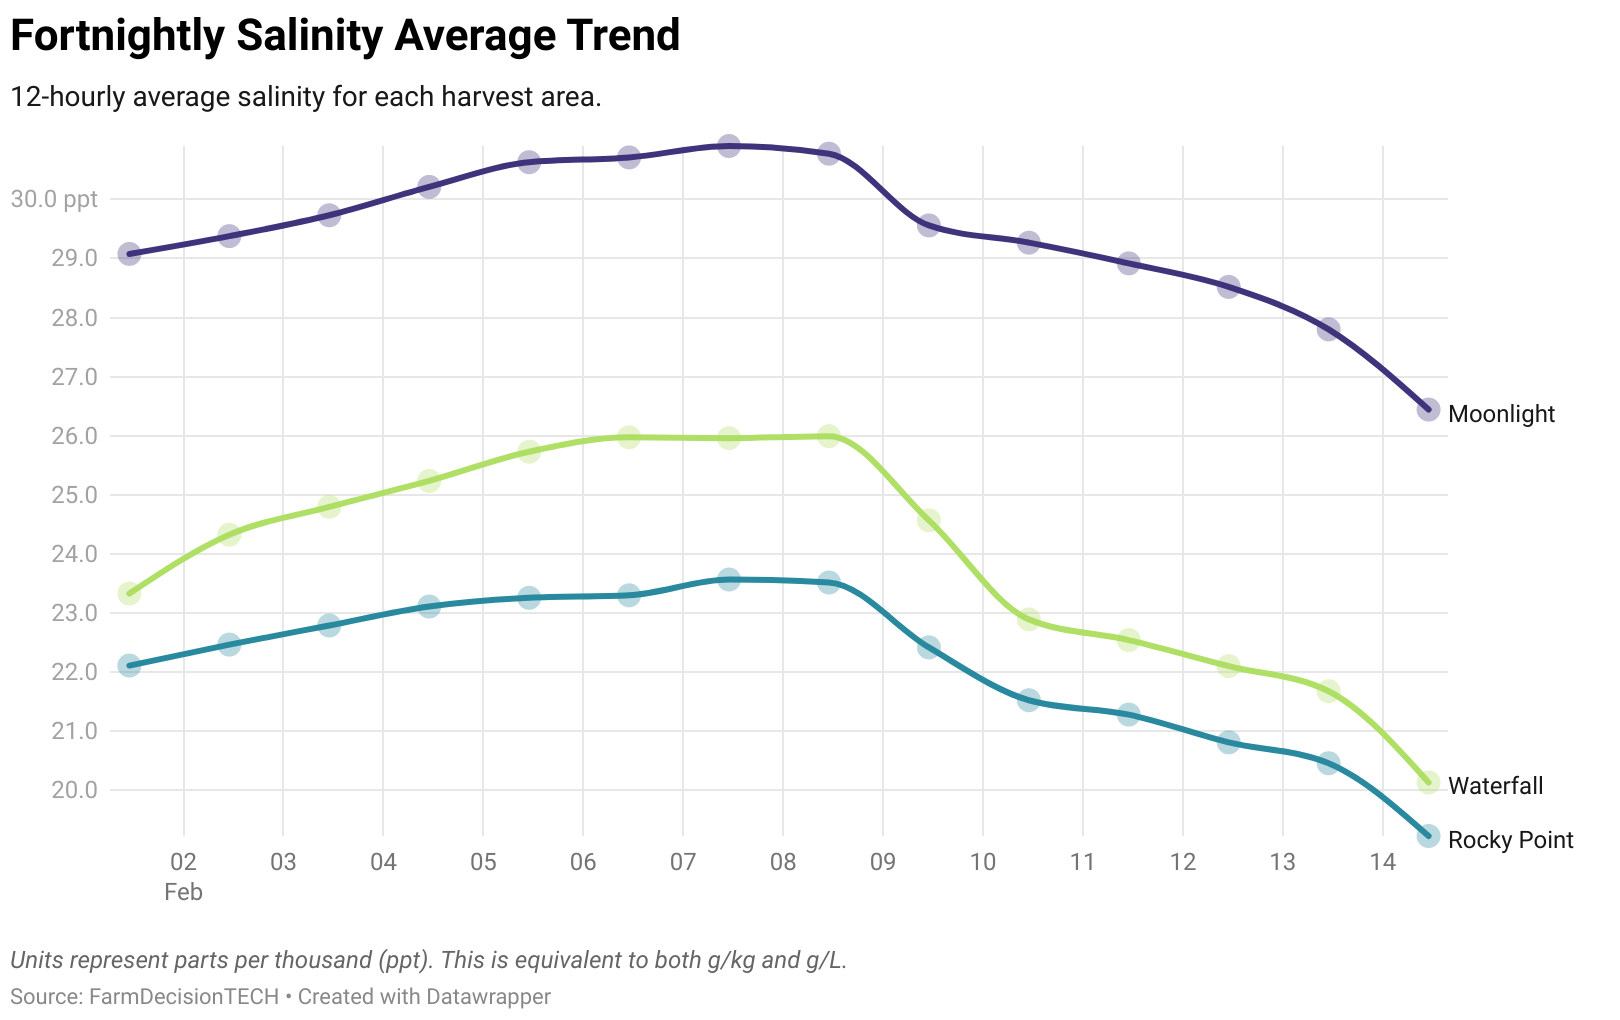 Fortnightly Salinity Average Trend
12-hourly average salinity for each harvest area.
30.0 ppt
29.0
28.0
27.0
26.0
25.0
24.0
23.0
22.0
21.0
20.0
Moonlight
Waterfall
Rocky Point
02 03 04 05 06 07 08 09 10 11 12 13 14
Feb
Units represent parts per thousand (ppt). This is equivalent to both g/kg and g/L.
Source: FarmDecisionTECH • Created with Datawrapper